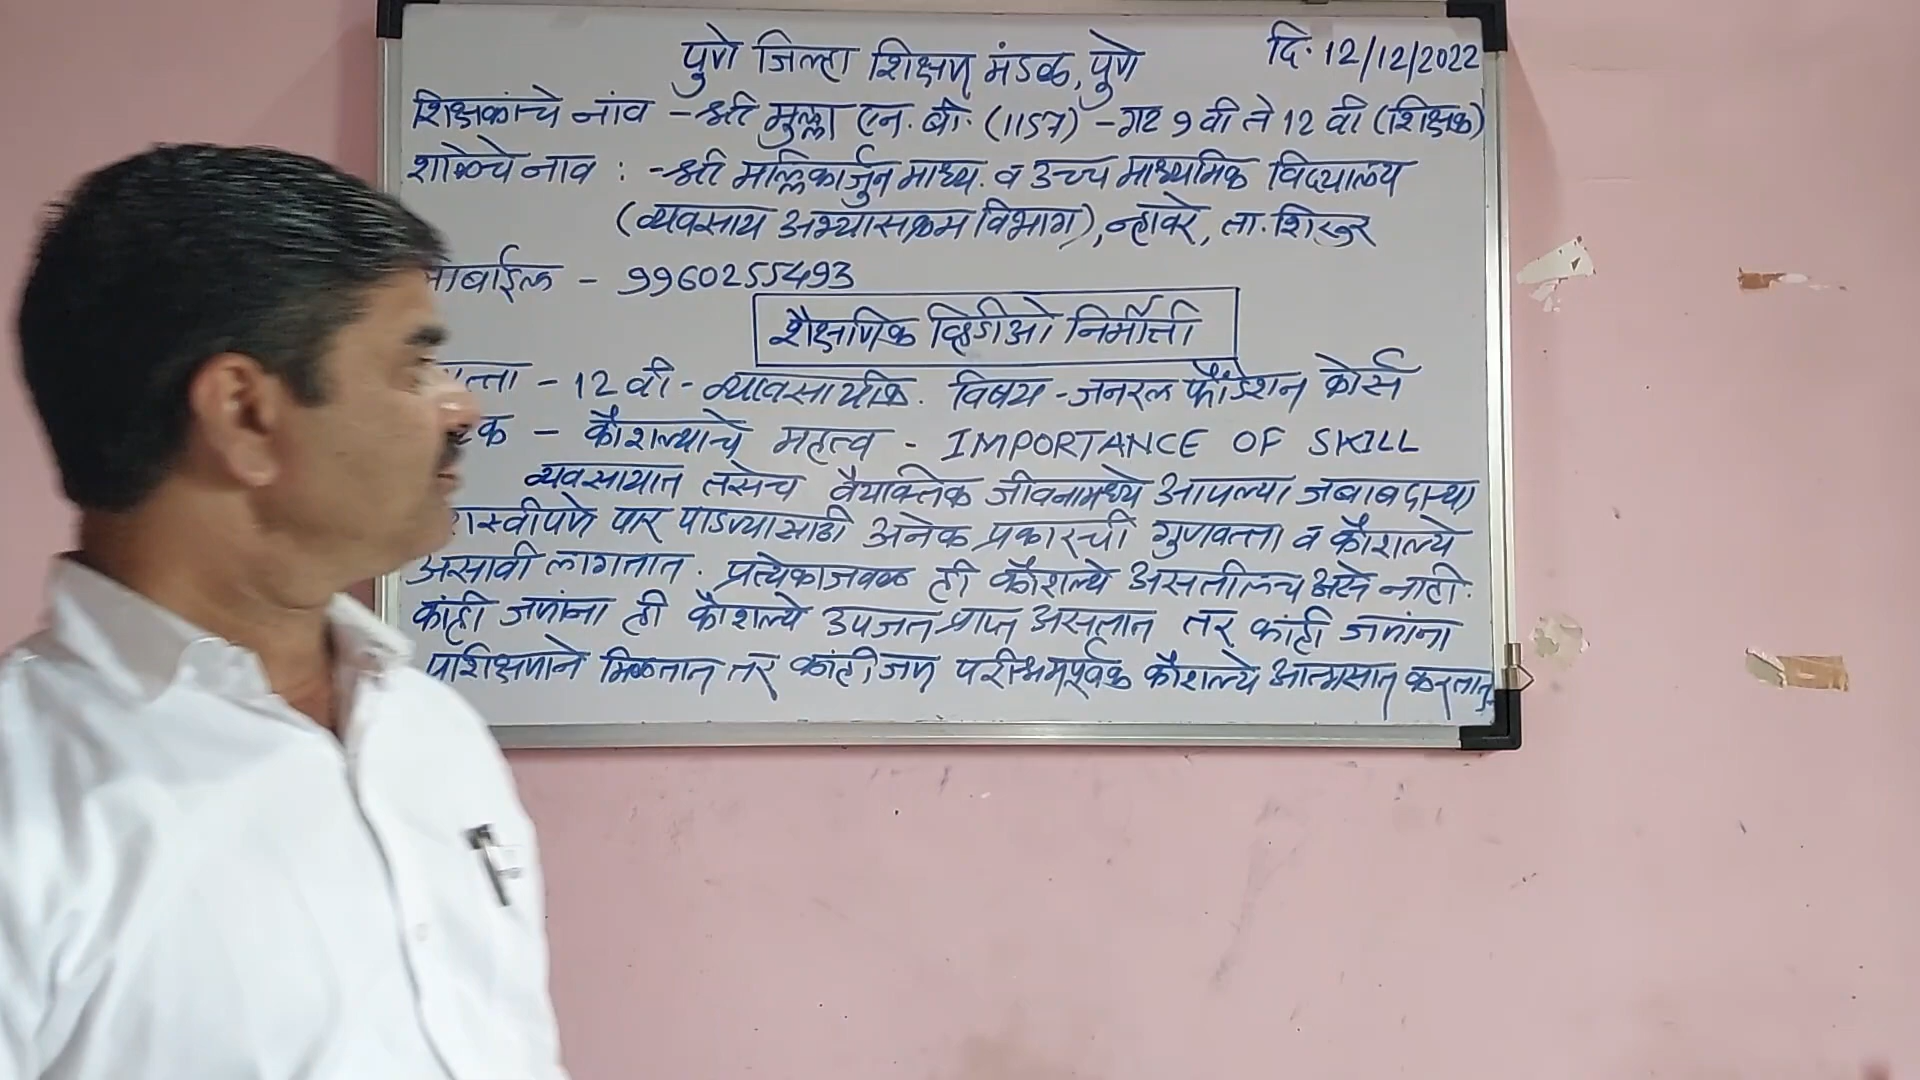 पुणे जिल्हा शिक्षण मंडळ, पुणे दि. 12/12/2022
शिक्षकांचे नांव - श्री मुल्ला एन. बी. (1157) - गट 9 वी ते 12 वी (शिक्षक)
शाळेचे नाव : - श्री मल्लिकार्जुन माध्य. व उच्च माध्यमिक विद्यालय
(व्यवसाय अभ्यासक्रम विभाग), न्हावरे, ता. शिरूर
- 9960255493
शैक्षणिक व्हिडीओ निर्मीती
- 12 वी - व्यावसायीक. विषय - जनरल फौंडेशन कोर्स
- कौशल्याचे महत्व - IMPORTANCE OF SKILL
व्यवसायात तसेच वैयक्तिक जीवनामध्ये आपल्या जबाबदाऱ्या
पार पाडण्यासाठी अनेक प्रकारची गुणवत्ता व कौशल्ये
असावी लागतात. प्रत्येकाजवळ ही कौशल्ये असतीलच असे नाही.
कांही जणांना ही कौशल्ये उपजत प्राप्त असतात तर कांही जणांना
प्रशिक्षणाने मिळतात तर कांही जण परीश्रमपूर्वक कौशल्ये आत्मसात करतात.